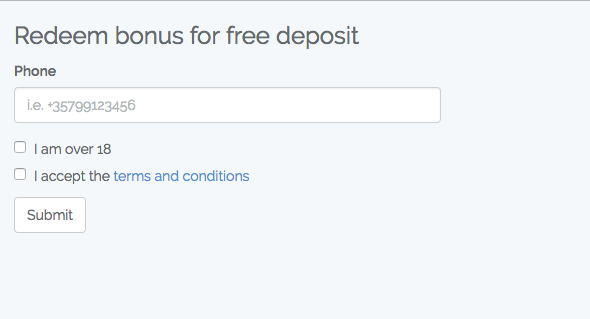 Redeem bonus for free deposit
Phone
i.e. +35799123456
I am over 18
I accept the terms and conditions
Submit